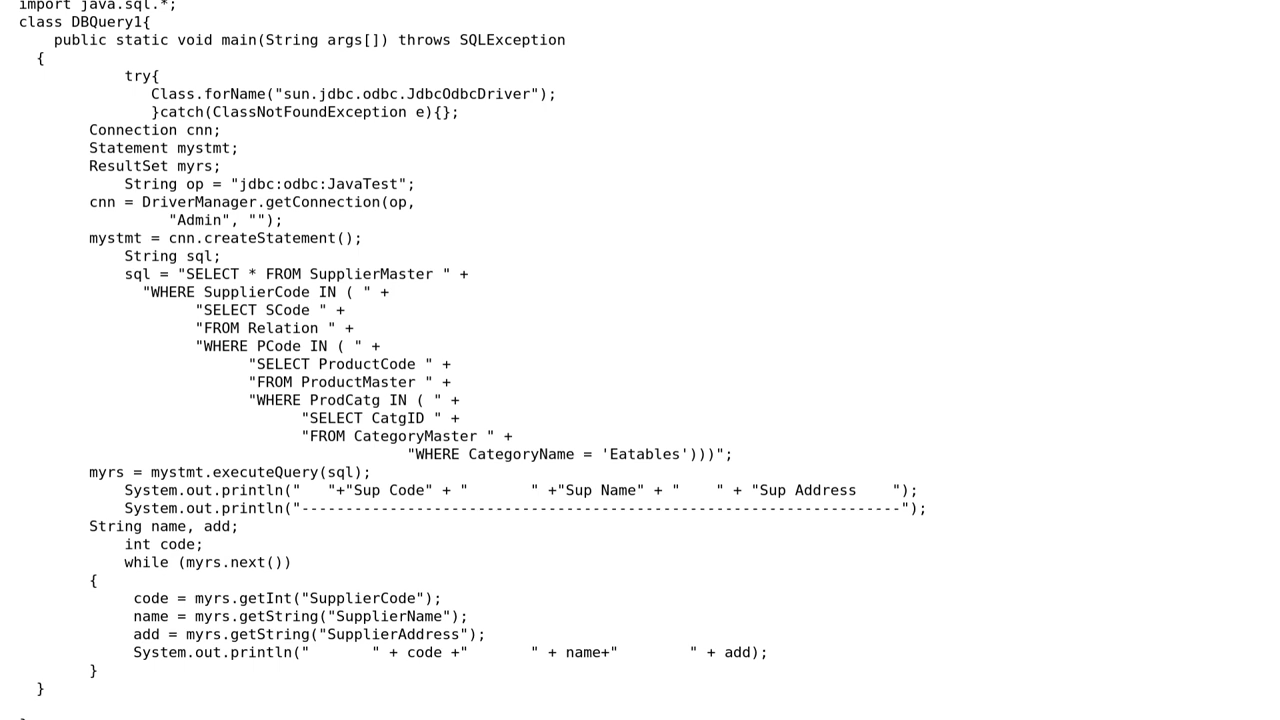 import java.sql.*;
class DBQuery1{
    public static void main(String args[]) throws SQLException
  {
            try{
               Class.forName("sun.jdbc.odbc.JdbcOdbcDriver");
               }catch(ClassNotFoundException e){};
        Connection cnn;
        Statement mystmt;
        ResultSet myrs;
            String op = "jdbc:odbc:JavaTest";
        cnn = DriverManager.getConnection(op,
                 "Admin", "");
        mystmt = cnn.createStatement();
            String sql;
            sql = "SELECT * FROM SupplierMaster " +
              "WHERE SupplierCode IN ( " +
                    "SELECT SCode " +
                    "FROM Relation " +
                    "WHERE PCode IN ( " +
                          "SELECT ProductCode " +
                          "FROM ProductMaster " +
                          "WHERE ProdCatg IN ( " +
                                "SELECT CatgID " +
                                "FROM CategoryMaster " +
                                            "WHERE CategoryName = 'Eatables')))";
        myrs = mystmt.executeQuery(sql);
            System.out.println("   "+"Sup Code" + "       " +"Sup Name" + "    " + "Sup Address    ");
            System.out.println("--------------------------------------------------------------------");
        String name, add;
            int code;
            while (myrs.next())
        {
             code = myrs.getInt("SupplierCode");
             name = myrs.getString("SupplierName");
             add = myrs.getString("SupplierAddress");
             System.out.println("       " + code +"       " + name+"        " + add);
        }
  }
}